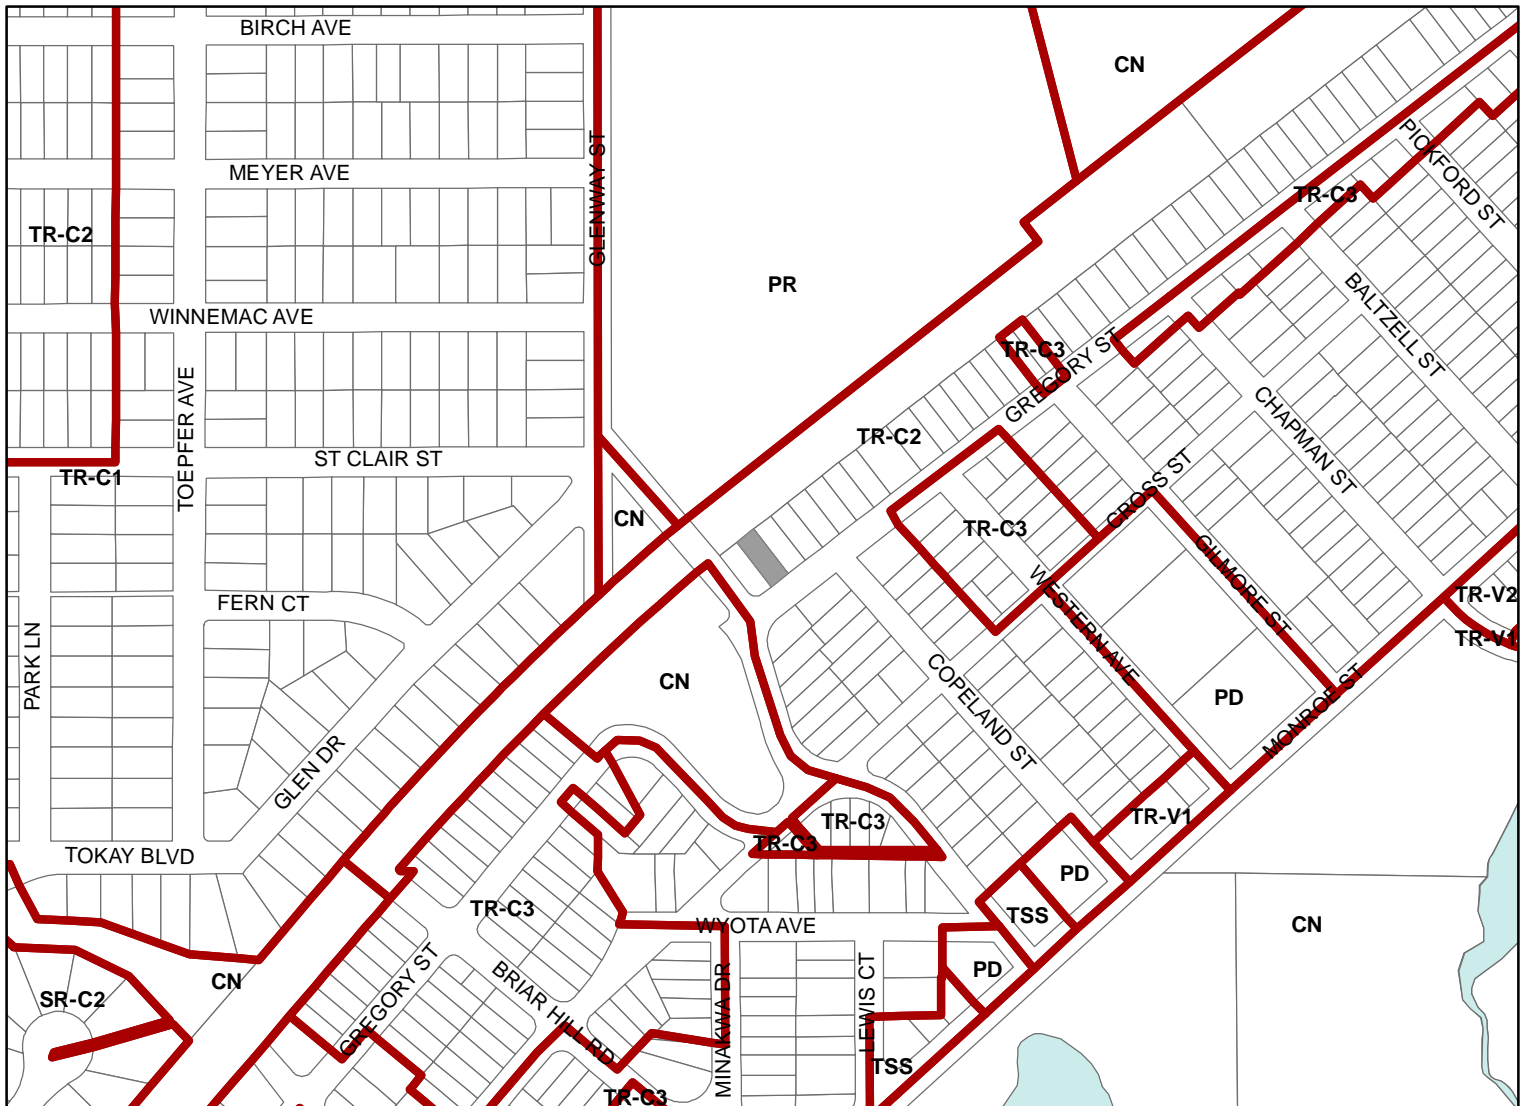 BIRCH AVE
CN
GLENWAY ST
PICKFORD ST
MEYER AVE
TR-C3
TR-C2
PR
BALTZELL ST
WINNEMAC AVE
TR-C3
GREGORY ST
TOEPFER AVE
TR-C2
CHAPMAN ST
ST CLAIR ST
TR-C1
CROSS ST
CN
TR-C3
GILMORE ST
WESTERN AVE
TR-V2
FERN CT
TR-V1
PARK LN
CN
COPELAND ST
PD
MONROE ST
GLEN DR
TR-V1
TR-C3
TR-C3
TOKAY BLVD
PD
TR-C3
TSS
WYOTA AVE
CN
PD
CN
SR-C2
GREGORY ST
BRIAR HILL RD
MINAKWA DR
LEWIS CT
TSS
TR-C3